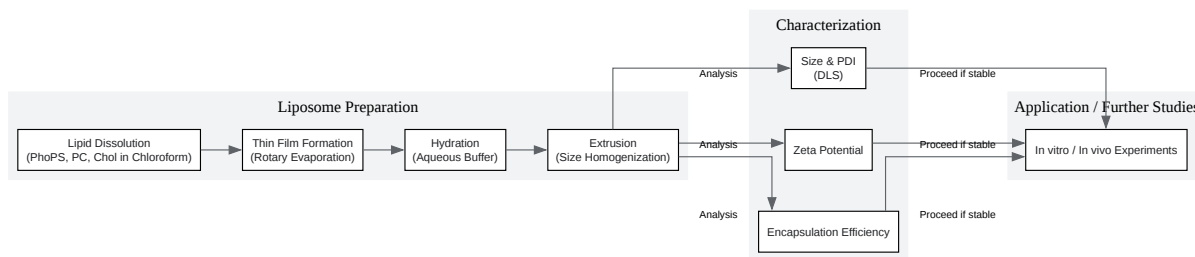 Characterization
Size & PDI
(DLS)
Analysis
Proceed if stable
Liposome Preparation
Application / Further Studies
Lipid Dissolution
(PhoPS, PC, Chol in Chloroform)
Thin Film Formation
(Rotary Evaporation)
Hydration
(Aqueous Buffer)
Extrusion
(Size Homogenization)
Analysis
Zeta Potential
Proceed if stable
In vitro / In vivo Experiments
Analysis
Encapsulation Efficiency
Proceed if stable